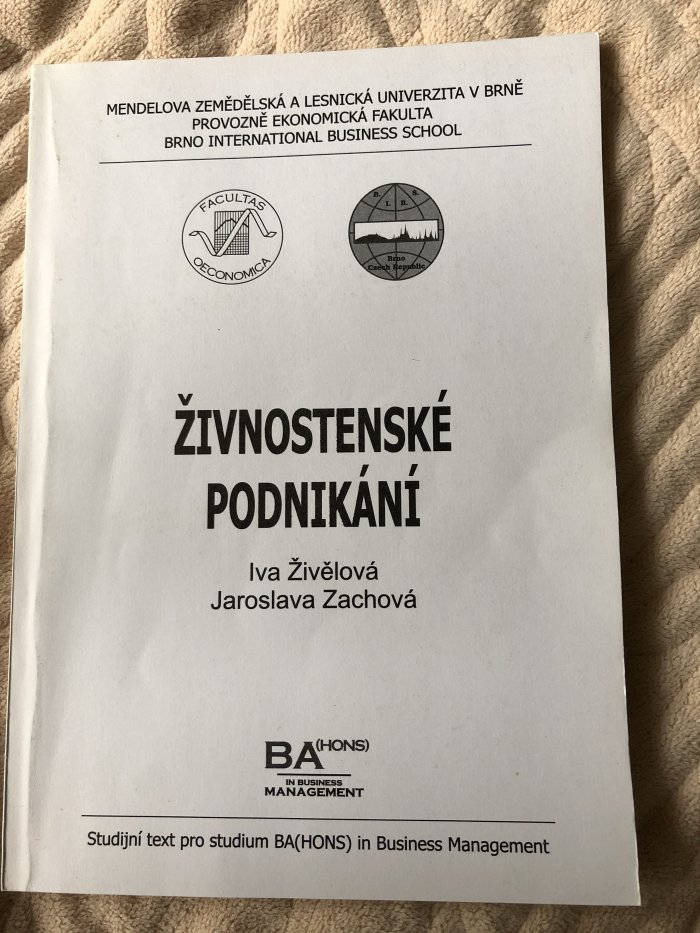 MENDELOVA ZEMĚDĚLSKÁ A LESNICKÁ UNIVERZITA V BRNĚ
PROVOZNĚ EKONOMICKÁ FAKULTA
BRNO INTERNATIONAL BUSINESS SCHOOL
FACULTAS
OECONOMICA
B. I. B. S.
Brno
Czech Republic
ŽIVNOSTENSKÉ
PODNIKÁNÍ
Iva Živělová
Jaroslava Zachová
BA(HONS)
IN BUSINESS
MANAGEMENT
Studijní text pro studium BA(HONS) in Business Management